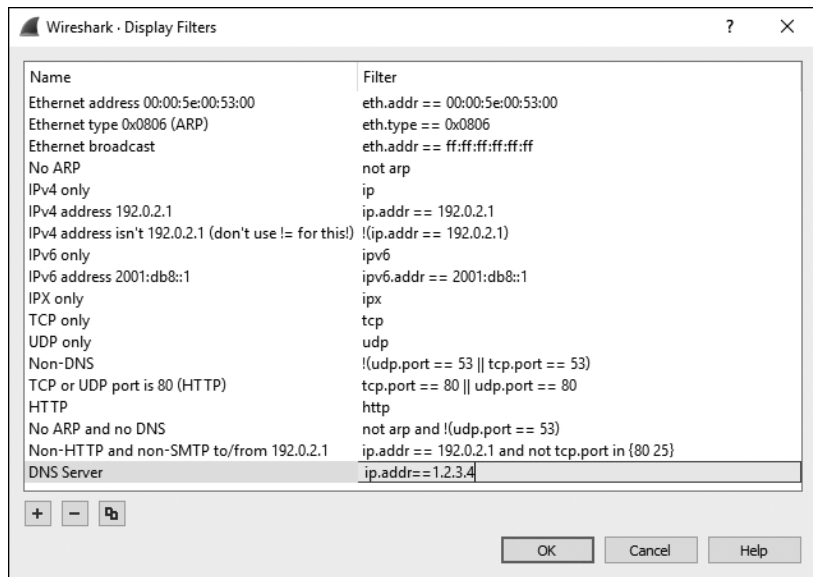 Wireshark · Display Filters ? ×
Name Filter
Ethernet address 00:00:5e:00:53:00 eth.addr == 00:00:5e:00:53:00
Ethernet type 0x0806 (ARP) eth.type == 0x0806
Ethernet broadcast eth.addr == ff:ff:ff:ff:ff:ff
No ARP not arp
IPv4 only ip
IPv4 address 192.0.2.1 ip.addr == 192.0.2.1
IPv4 address isn't 192.0.2.1 (don't use != for this!) !(ip.addr == 192.0.2.1)
IPv6 only ipv6
IPv6 address 2001:db8::1 ipv6.addr == 2001:db8::1
IPX only ipx
TCP only tcp
UDP only udp
Non-DNS !(udp.port == 53 || tcp.port == 53)
TCP or UDP port is 80 (HTTP) tcp.port == 80 || udp.port == 80
HTTP http
No ARP and no DNS not arp and !(udp.port == 53)
Non-HTTP and non-SMTP to/from 192.0.2.1 ip.addr == 192.0.2.1 and not tcp.port in {80 25}
DNS Server ip.addr==1.2.3.4
+ −
OK Cancel Help